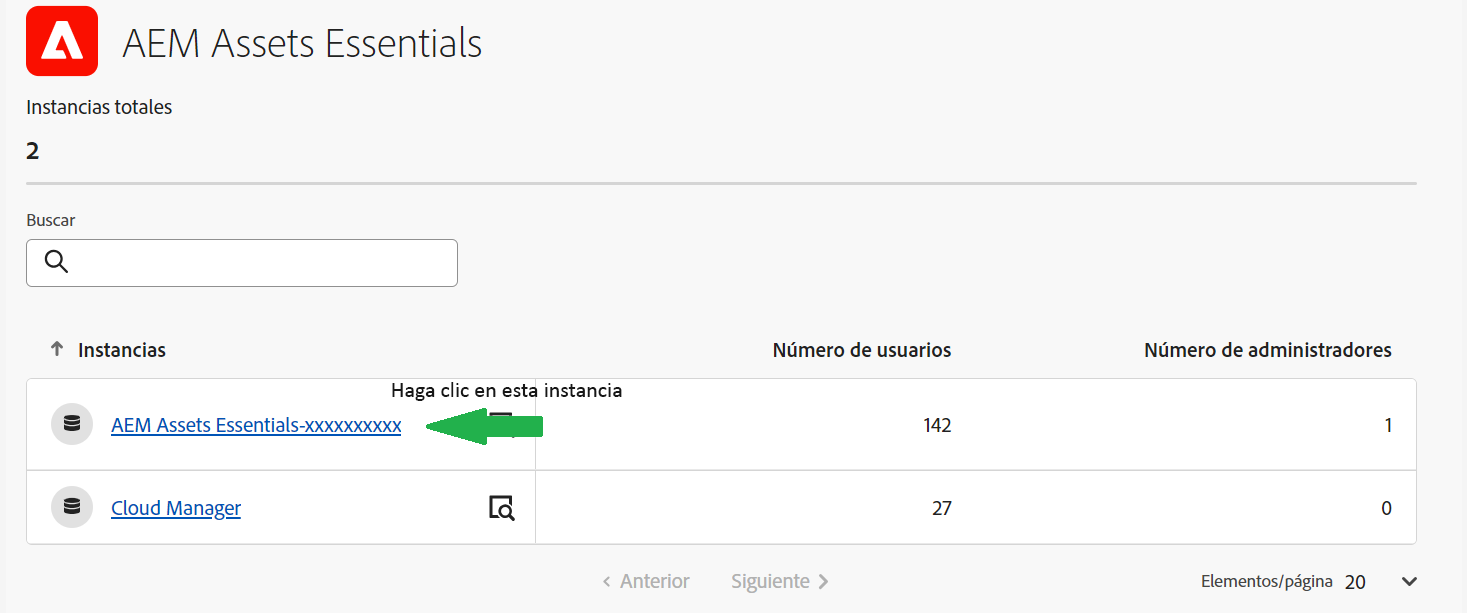 AEM Assets Essentials
Instancias totales
2
Buscar
Instancias Número de usuarios Número de administradores
Haga clic en esta instancia
AEM Assets Essentials-xxxxxxxxxx 142 1
Cloud Manager 27 0
Anterior Siguiente Elementos/página 20